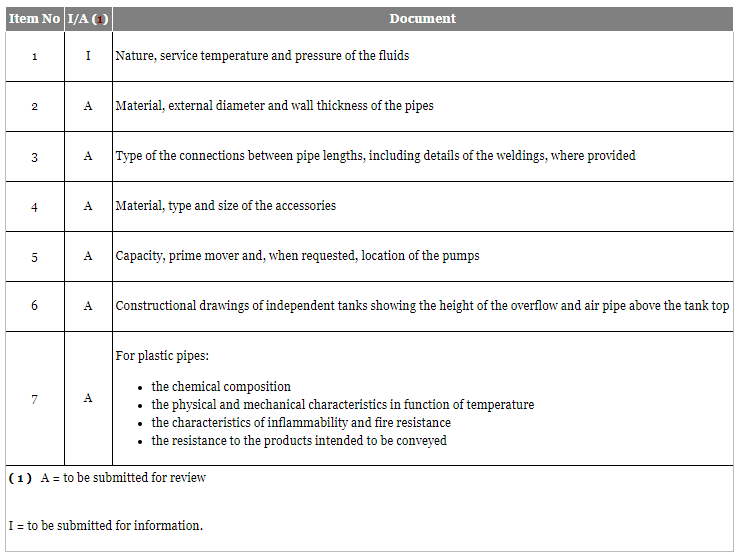 Item No I/A (1) Document
1 I Nature, service temperature and pressure of the fluids
2 A Material, external diameter and wall thickness of the pipes
3 A Type of the connections between pipe lengths, including details of the weldings, where provided
4 A Material, type and size of the accessories
5 A Capacity, prime mover and, when requested, location of the pumps
6 A Constructional drawings of independent tanks showing the height of the overflow and air pipe above the tank top
7 A For plastic pipes:
• the chemical composition
• the physical and mechanical characteristics in function of temperature
• the characteristics of inflammability and fire resistance
• the resistance to the products intended to be conveyed
(1) A = to be submitted for review
I = to be submitted for information.